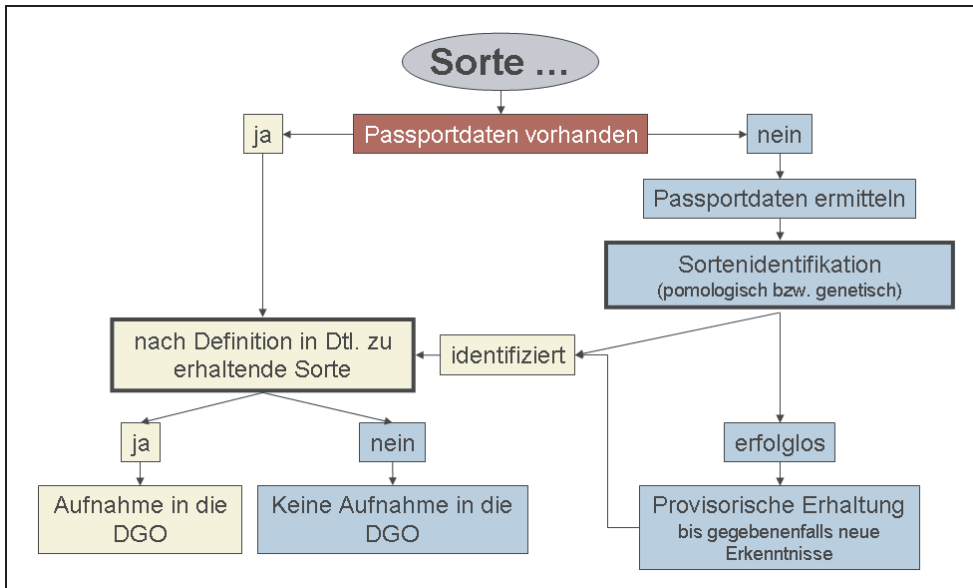 Sorte ...
ja
Passportdaten vorhanden
nein
Passportdaten ermitteln
Sortenidentifikation
(pomologisch bzw. genetisch)
nach Definition in Dtl. zu
erhaltende Sorte
identifiziert
ja
nein
erfolglos
Aufnahme in die
DGO
Keine Aufnahme in die
DGO
Provisorische Erhaltung
bis gegebenenfalls neue
Erkenntnisse